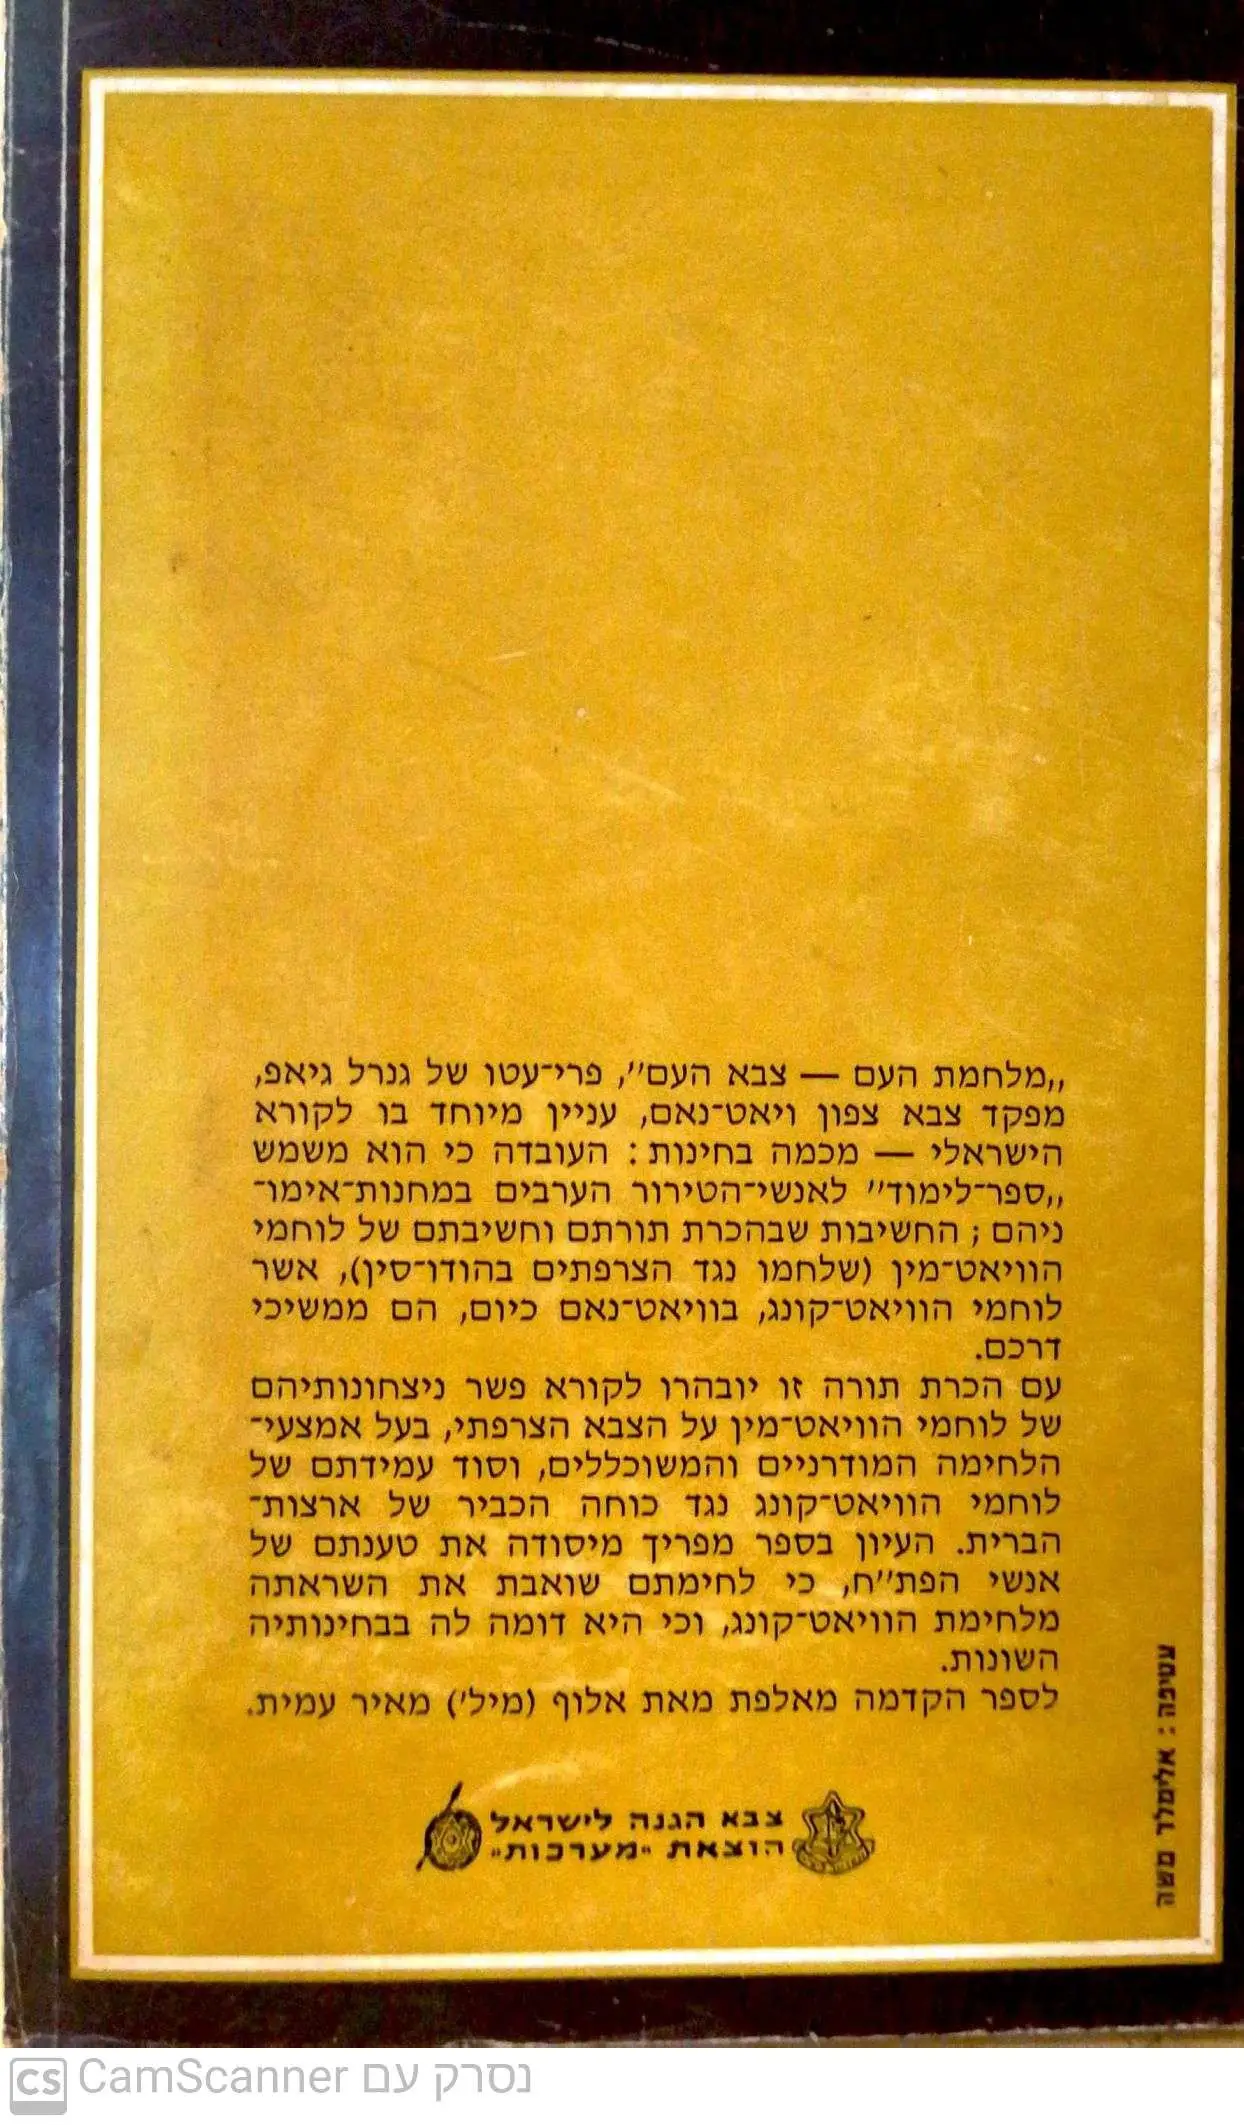 „מלחמת העם — צבא העם”, פרי־עטו של גנרל גיאפ,
מפקד צבא צפון ויאט־נאם, עניין מיוחד בו לקורא
הישראלי — מכמה בחינות: העובדה כי הוא משמש
„ספר־לימוד” לאנשי־הטירור הערבים במחנות־אימו־
ניהם; החשיבות שבהכרת תורתם וחשיבתם של לוחמי
הוויאט־מין (שלחמו נגד הצרפתים בהודו־סין), אשר
לוחמי הוויאט־קונג, בוויאט־נאם כיום, הם ממשיכי
דרכם.
עם הכרת תורה זו יובהרו לקורא פשר ניצחונותיהם
של לוחמי הוויאט־מין על הצבא הצרפתי, בעל אמצעי־
הלחימה המודרניים והמשוכללים, וסוד עמידתם של
לוחמי הוויאט־קונג נגד כוחה הכביר של ארצות־
הברית. העיון בספר מפריך מיסודה את טענתם של
אנשי הפת״ח, כי לחימתם שואבת את השראתה
מלחימת הוויאט־קונג, וכי היא דומה לה בבחינותיה
השונות.
לספר הקדמה מאלפת מאת אלוף (מיל׳) מאיר עמית.
צבא הגנה לישראל
הוצאת "מערכות"
עטיפה: אלימלך משה
CS CamScanner נסרק עם